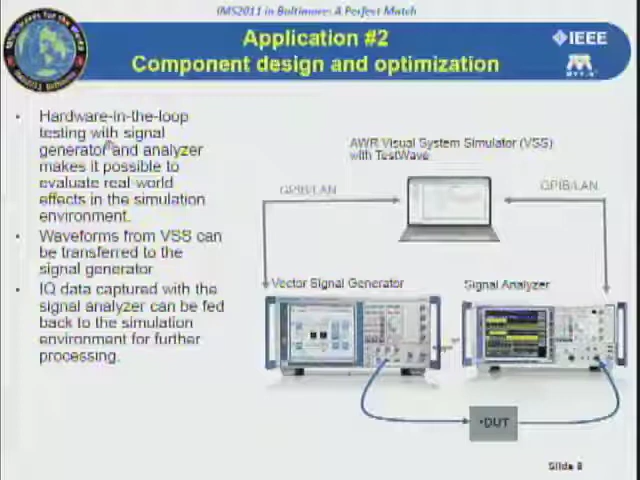 IMS2011 in Baltimore: A Perfect Match
Application #2
Component design and optimization
IEEE
MTT-S
• Hardware-in-the-loop
testing with signal
generator and analyzer
makes it possible to
evaluate real-world
effects in the simulation
environment.
• Waveforms from VSS can
be transferred to the
signal generator
• IQ data captured with the
signal analyzer can be fed
back to the simulation
environment for further
processing.
AWR Visual System Simulator (VSS)
with TestWave
GPIB/LAN
GPIB/LAN
Vector Signal Generator
Signal Analyzer
•DUT
Slide 8